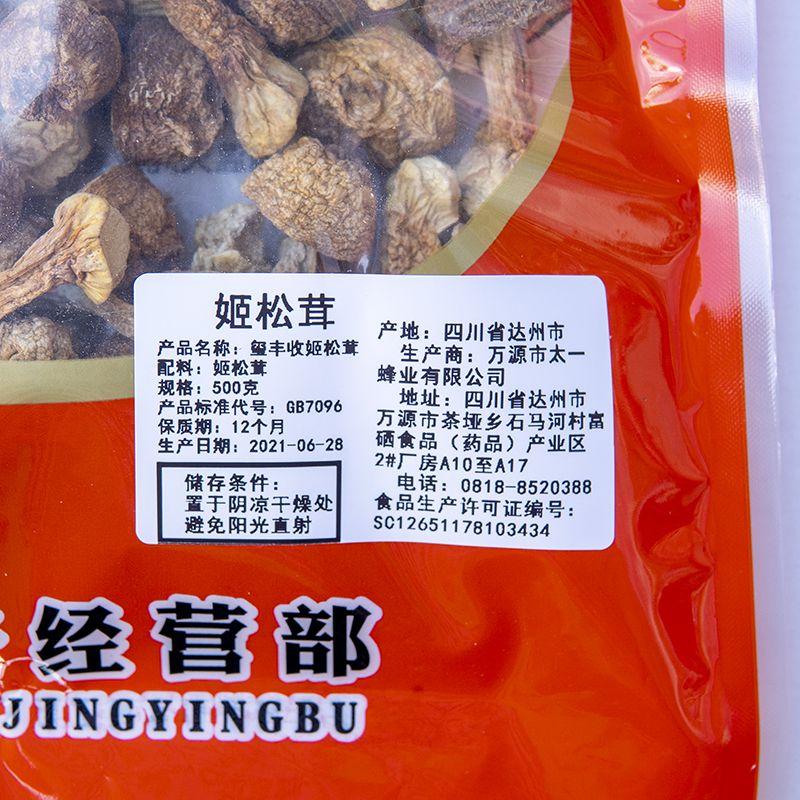 姬松茸
产品名称：玺丰收姬松茸
配料：姬松茸
规格：500克
产品标准代号：GB7096
保质期：12个月
生产日期：2021-06-28
储存条件：
置于阴凉干燥处
避免阳光直射
产地：四川省达州市
生产商：万源市太一
蜂业有限公司
地址：四川省达州市
万源市茶垭乡石马河村富
硒食品（药品）产业区
2#厂房A10至A17
电话：0818-8520388
食品生产许可证编号：
SC12651178103434
经营部
JINGYINGBU